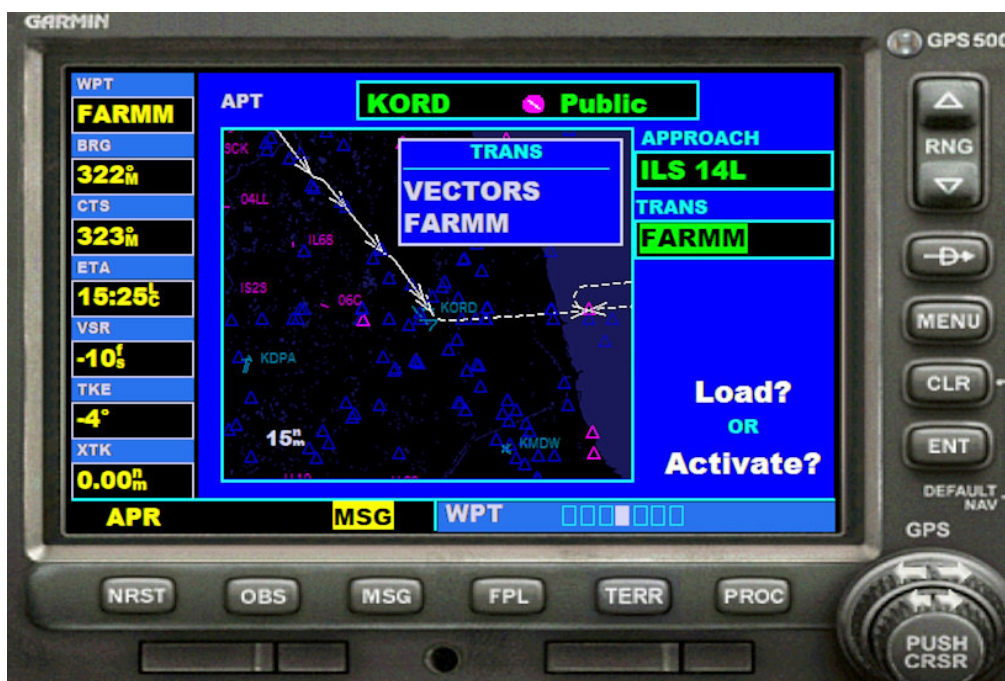 GARMIN
GPS 500
WPT
FARMM
BRG
322°M
CTS
323°M
ETA
15:25LC
VSR
-10fs
TKE
-4°
XTK
0.00nm
APT
KORD Public
TRANS
VECTORS
FARMM
APPROACH
ILS 14L
TRANS
FARMM
SCK
04LL
IL6S
IS2S
06C
KORD
KDPA
15nm
KMDW
Load?
OR
Activate?
APR
MSG
WPT
RNG
D
MENU
CLR
ENT
DEFAULT
NAV
GPS
NRST
OBS
MSG
FPL
TERR
PROC
PUSH
CRSR